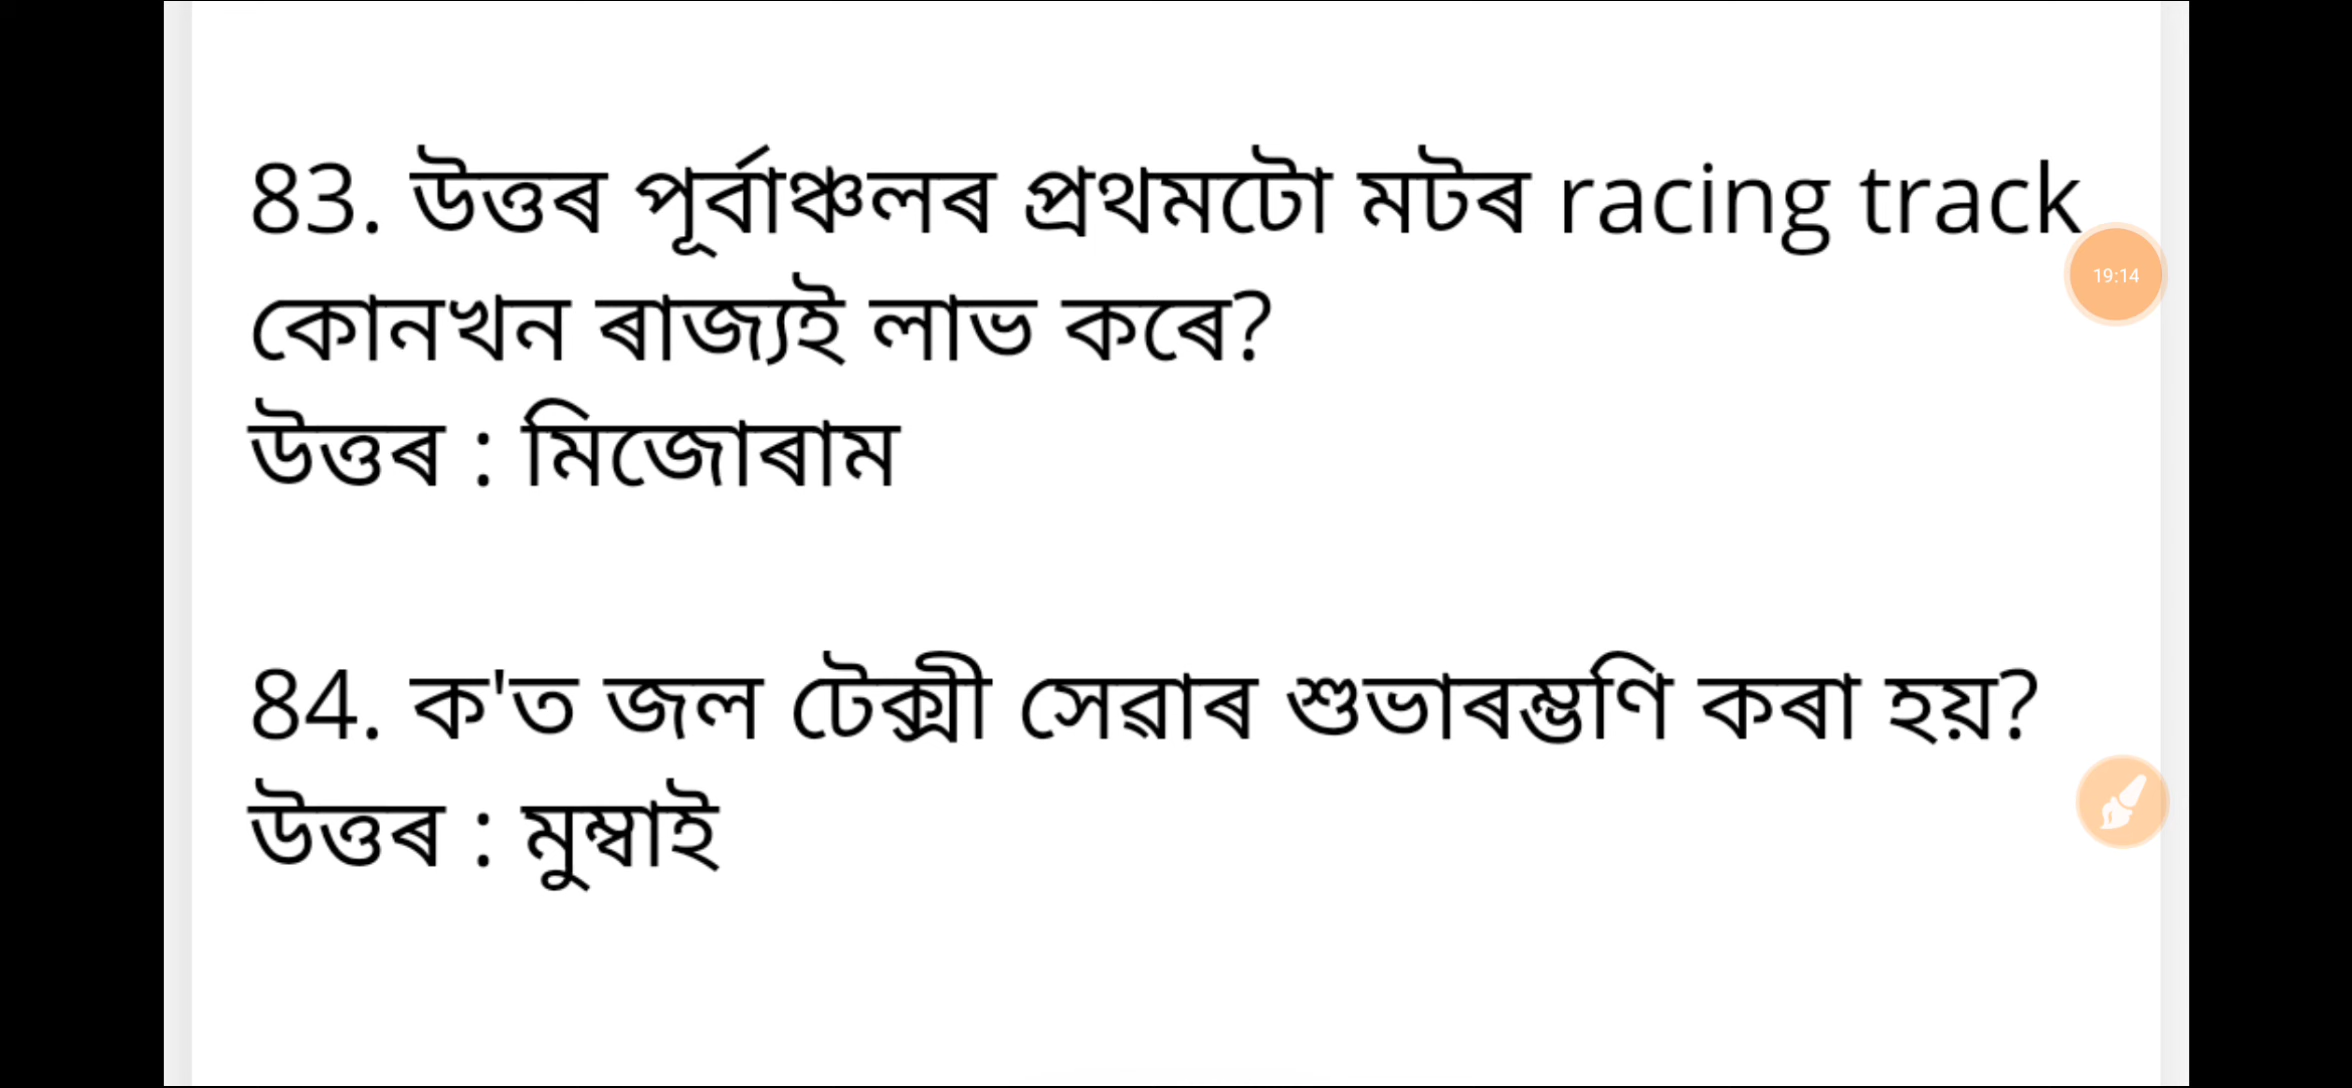 83. উত্তৰ পূৰ্বাঞ্চলৰ প্ৰথমটো মটৰ racing track
19:14
কোনখন ৰাজ্যই লাভ কৰে?
উত্তৰ : মিজোৰাম
84. ক'ত জল টেক্সী সেৱাৰ শুভাৰম্ভণি কৰা হয়?
উত্তৰ : মুম্বাই